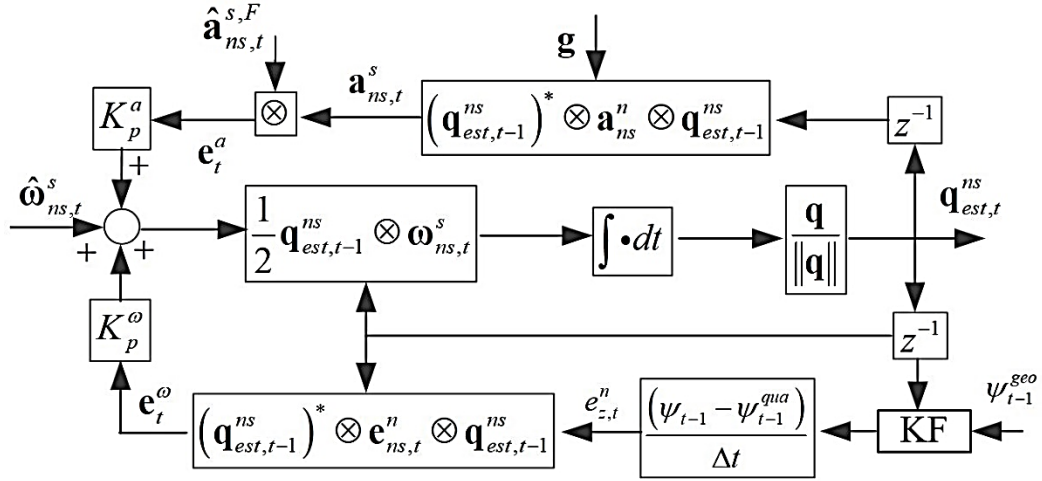 â^{s,F}_{ns,t}
g
a^s_{ns,t}
K^a_p
⊗
(q^{ns}_{est,t-1})^* ⊗ a^n_{ns} ⊗ q^{ns}_{est,t-1}
z^{-1}
e^a_t
+
ω̂^s_{ns,t}
+
+
1/2 q^{ns}_{est,t-1} ⊗ ω^s_{ns,t}
∫•dt
q/‖q‖
q^{ns}_{est,t}
K^ω_p
z^{-1}
e^ω_t
(q^{ns}_{est,t-1})^* ⊗ e^n_{ns,t} ⊗ q^{ns}_{est,t-1}
e^n_{z,t}
(ψ_{t-1} − ψ^{qua}_{t-1})/Δt
KF
ψ^{geo}_{t-1}